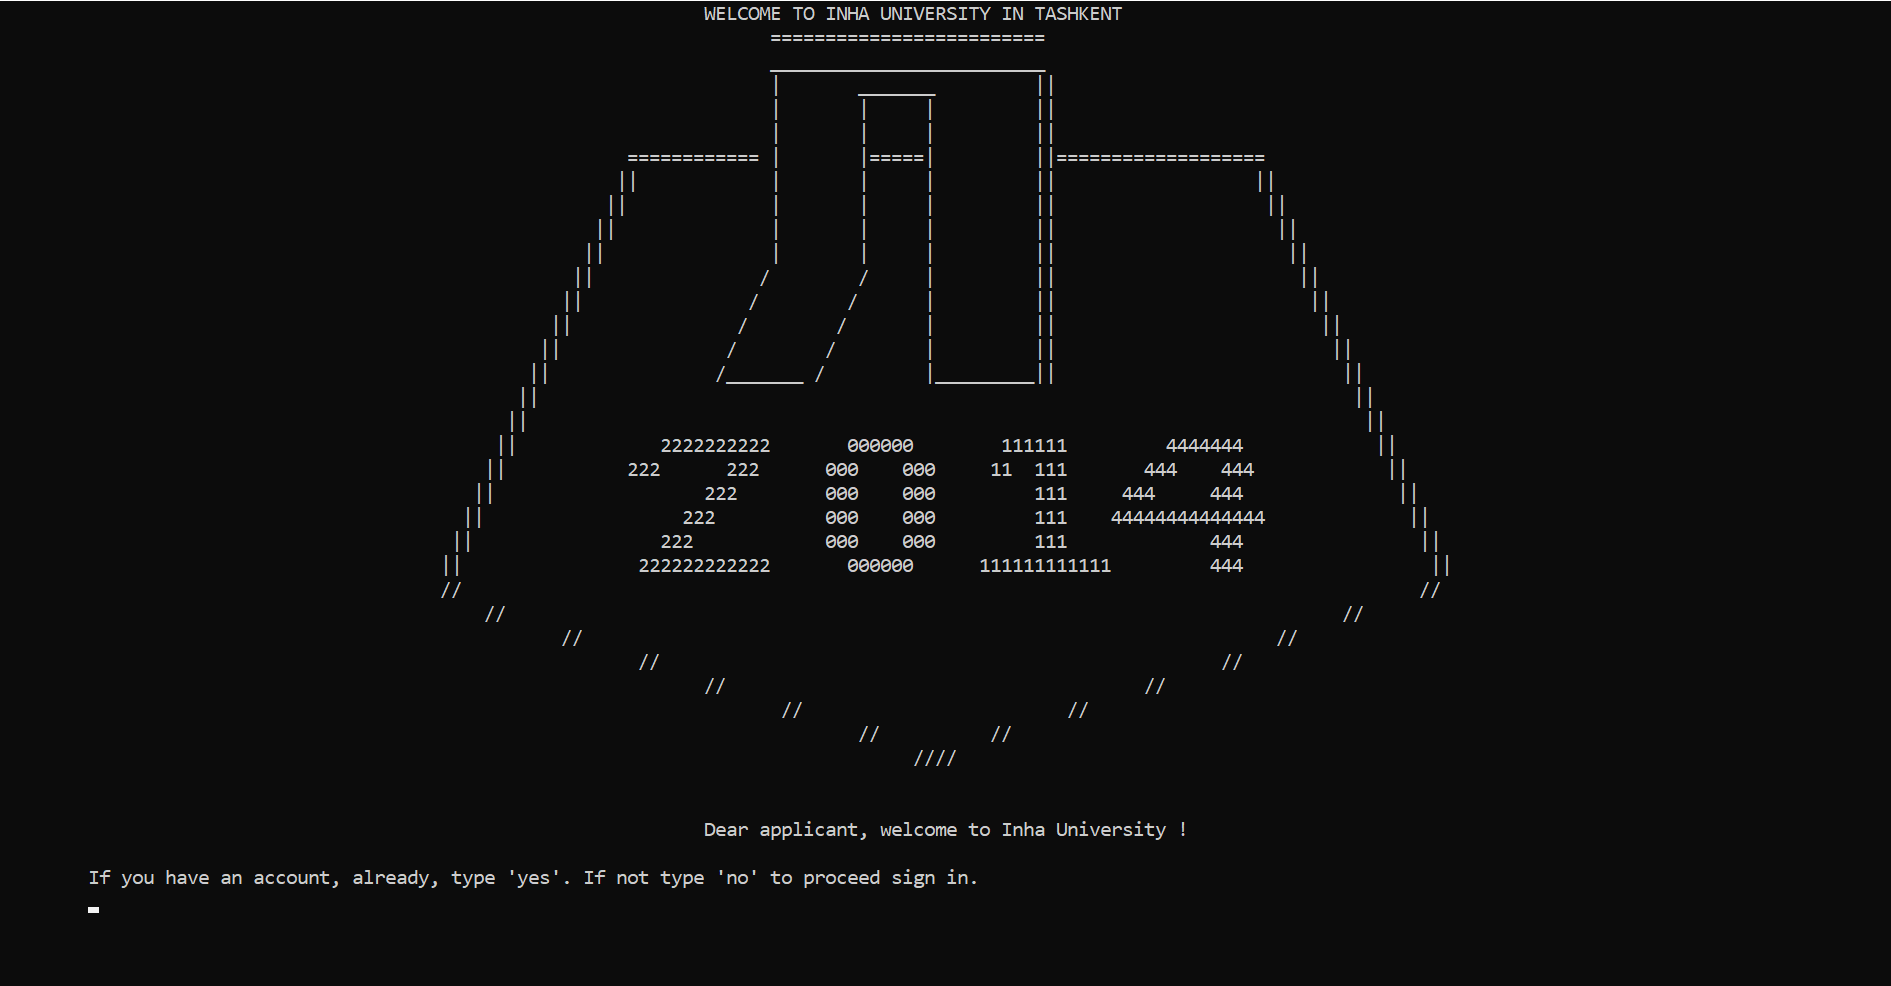 WELCOME TO INHA UNIVERSITY IN TASHKENT
2222222222 000000 111111 4444444
222 222 000 000 11 111 444 444
222 000 000 111 444 444
222 000 000 111 44444444444444
222 000 000 111 444
222222222222 000000 111111111111 444
Dear applicant, welcome to Inha University !
If you have an account, already, type 'yes'. If not type 'no' to proceed sign in.